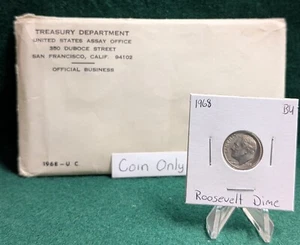 TREASURY DEPARTMENT
UNITED STATES ASSAY OFFICE
350 DUBOCE STREET
SAN FRANCISCO, CALIF. 94102
OFFICIAL BUSINESS
1968 - U C
Coin Only
1968 BU
Roosevelt Dime